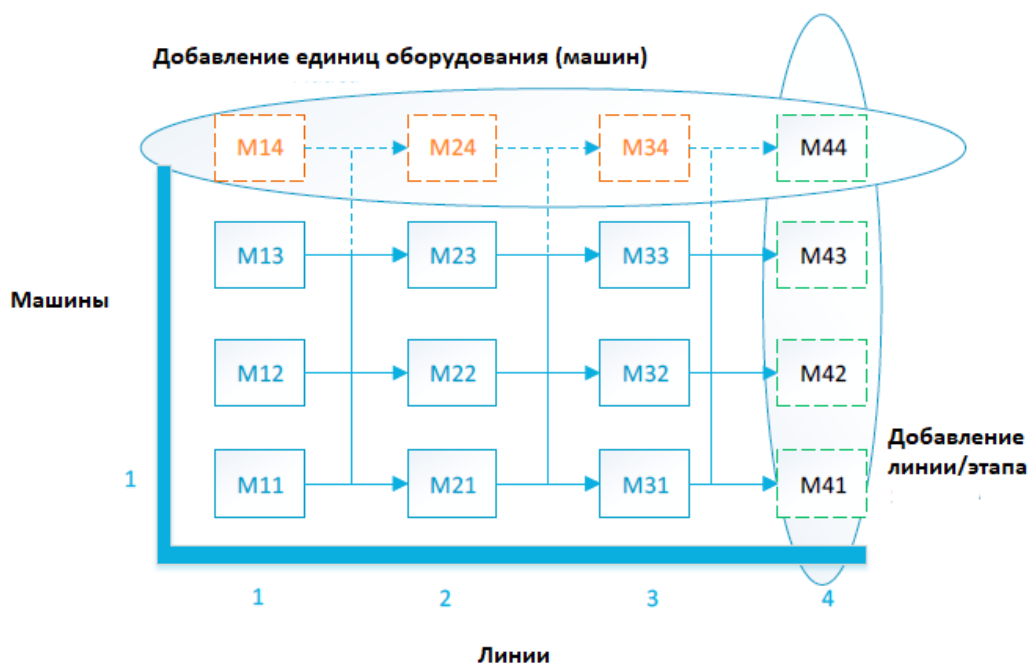 Добавление единиц оборудования (машин)
M14 M24 M34 M44
M13 M23 M33 M43
Машины
M12 M22 M32 M42
Добавление
линии/этапа
1
M11 M21 M31 M41
1 2 3 4
Линии